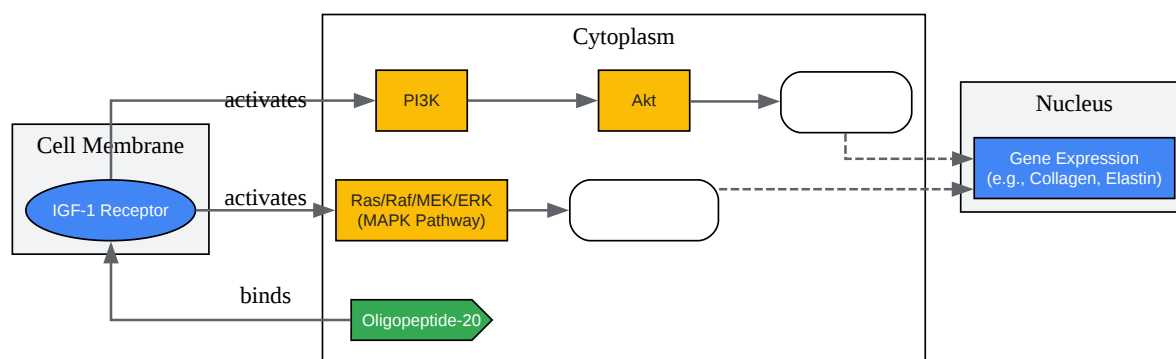 Cytoplasm
activates
PI3K
Akt
Nucleus
Gene Expression
(e.g., Collagen, Elastin)
Cell Membrane
IGF-1 Receptor
activates
Ras/Raf/MEK/ERK
(MAPK Pathway)
binds
Oligopeptide-20